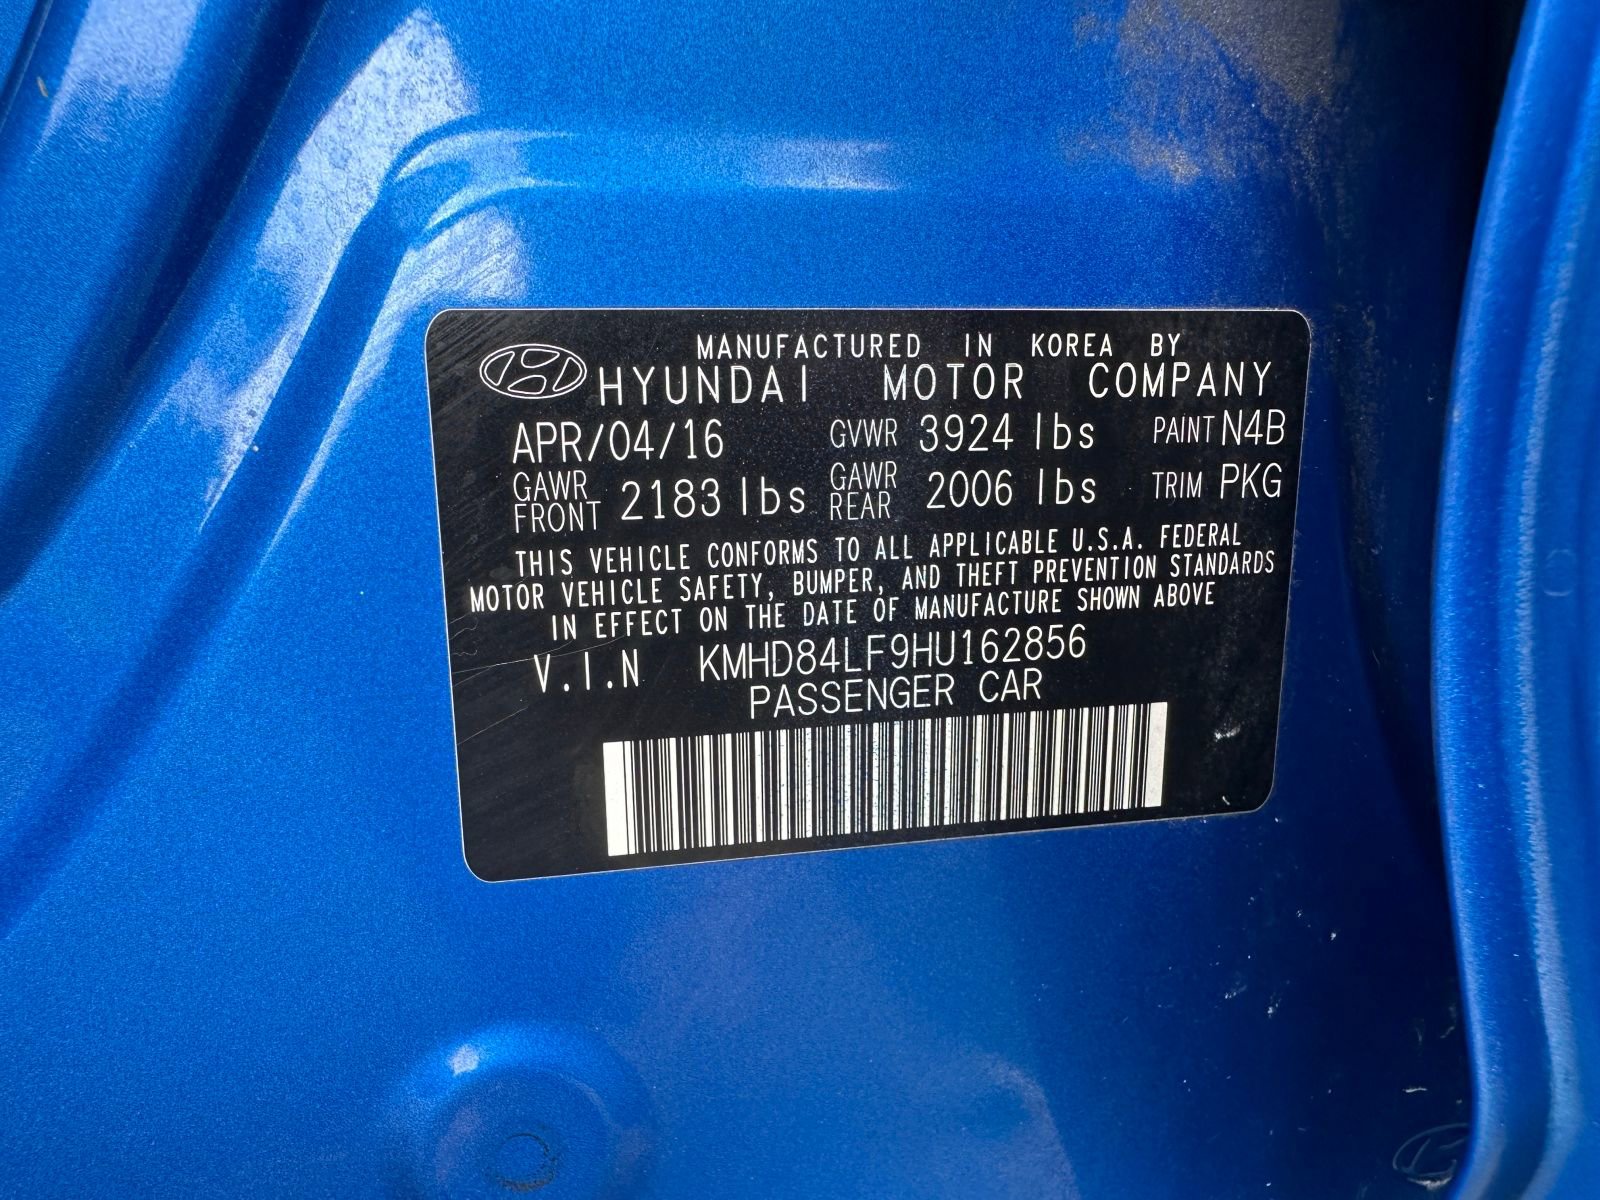 MANUFACTURED IN KOREA BY
HYUNDAI MOTOR COMPANY
APR/04/16 GVWR 3924 lbs PAINT N4B
GAWR FRONT 2183 lbs GAWR REAR 2006 lbs TRIM PKG
THIS VEHICLE CONFORMS TO ALL APPLICABLE U.S.A. FEDERAL
MOTOR VEHICLE SAFETY, BUMPER, AND THEFT PREVENTION STANDARDS
IN EFFECT ON THE DATE OF MANUFACTURE SHOWN ABOVE
V.I.N KMHD84LF9HU162856
PASSENGER CAR